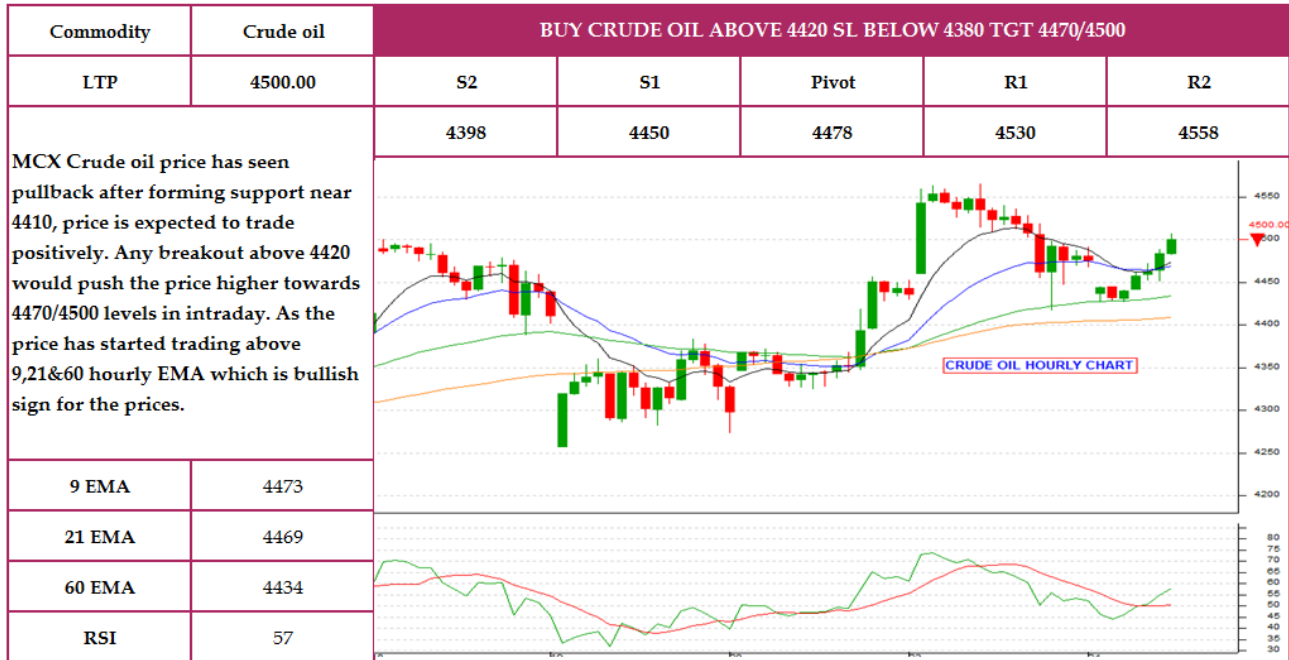 Commodity
Crude oil
BUY CRUDE OIL ABOVE 4420 SL BELOW 4380 TGT 4470/4500
LTP
4500.00
S2
S1
Pivot
R1
R2
4398
4450
4478
4530
4558
MCX Crude oil price has seen
pullback after forming support near
4410, price is expected to trade
positively. Any breakout above 4420
would push the price higher towards
4470/4500 levels in intraday. As the
price has started trading above
9,21&60 hourly EMA which is bullish
sign for the prices.
9 EMA
4473
21 EMA
4469
60 EMA
4434
RSI
57
4550
4500.00
4500
4450
4400
4350
4300
4250
4200
CRUDE OIL HOURLY CHART
80
75
70
65
60
55
50
45
40
35
30